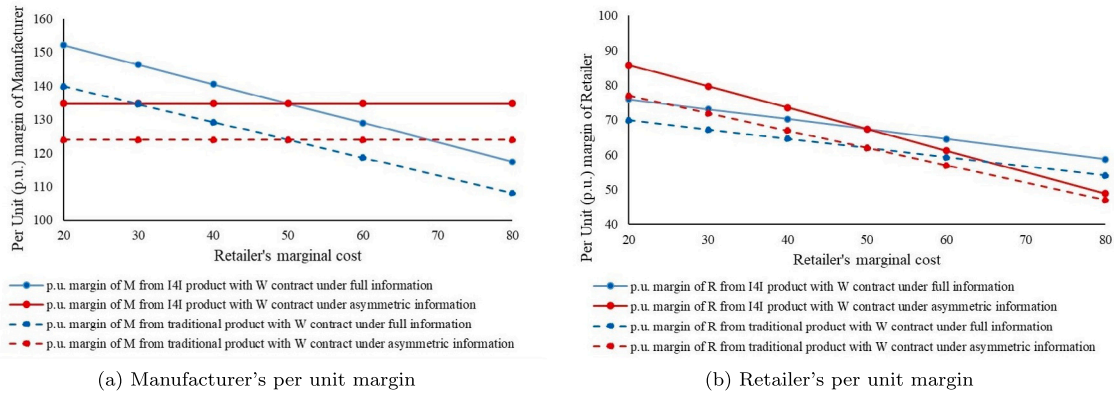 Per Unit (p.u.) margin of Manufacturer
160
150
140
130
120
110
100
20 30 40 50 60 70 80
Retailer's marginal cost
p.u. margin of M from I4I product with W contract under full information
p.u. margin of M from I4I product with W contract under asymmetric information
p.u. margin of M from traditional product with W contract under full information
p.u. margin of M from traditional product with W contract under asymmetric information
(a) Manufacturer's per unit margin
Per Unit (p.u.) margin of Retailer
100
90
80
70
60
50
40
20 30 40 50 60 70 80
Retailer's marginal cost
p.u. margin of R from I4I product with W contract under full information
p.u. margin of R from I4I product with W contract under asymmetric information
p.u. margin of R from traditional product with W contract under full information
p.u. margin of R from traditional product with W contract under asymmetric information
(b) Retailer's per unit margin